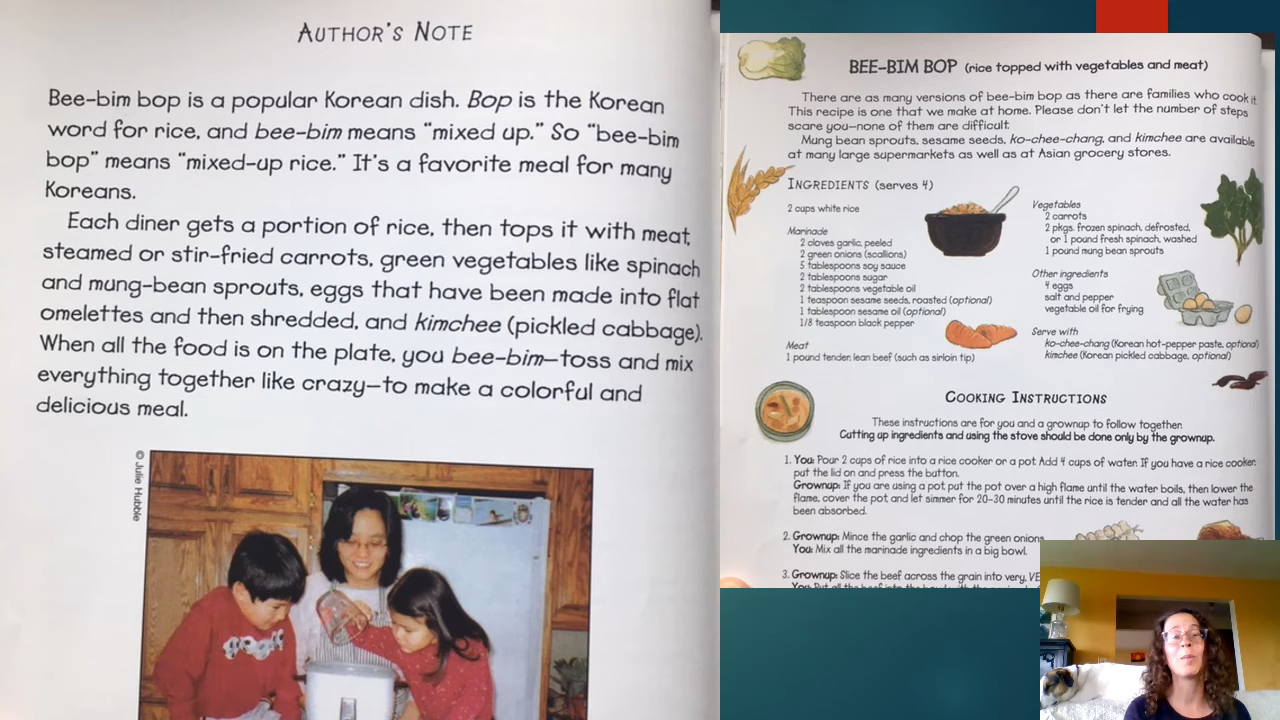 AUTHOR'S NOTE
Bee-bim bop is a popular Korean dish. Bop is the Korean
word for rice, and bee-bim means “mixed up.” So “bee-bim
bop” means “mixed-up rice.” It's a favorite meal for many
Koreans.
Each diner gets a portion of rice, then tops it with meat,
steamed or stir-fried carrots, green vegetables like spinach
and mung-bean sprouts, eggs that have been made into flat
omelettes and then shredded, and kimchee (pickled cabbage).
When all the food is on the plate, you bee-bim—toss and mix
everything together like crazy—to make a colorful and
delicious meal.
© Julie Hubble
BEE-BIM BOP (rice topped with vegetables and meat)
There are as many versions of bee-bim bop as there are families who cook it.
This recipe is one that we make at home. Please don't let the number of steps
scare you—none of them are difficult.
Mung bean sprouts, sesame seeds, ko-chee-chang, and kimchee are available
at many large supermarkets as well as at Asian grocery stores.
INGREDIENTS (serves 4)
2 cups white rice
Marinade
2 cloves garlic, peeled
2 green onions (scallions)
5 tablespoons soy sauce
2 tablespoons sugar
2 tablespoons vegetable oil
1 teaspoon sesame seeds, roasted (optional)
1 tablespoon sesame oil (optional)
1/8 teaspoon black pepper
Meat
1 pound tender, lean beef (such as sirloin tip)
Vegetables
2 carrots
2 pkgs. frozen spinach, defrosted,
or 1 pound fresh spinach, washed
1 pound mung bean sprouts
Other ingredients
4 eggs
salt and pepper
vegetable oil for frying
Serve with
ko-chee-chang (Korean hot-pepper paste, optional)
kimchee (Korean pickled cabbage, optional)
COOKING INSTRUCTIONS
These instructions are for you and a grownup to follow together.
Cutting up ingredients and using the stove should be done only by the grownup.
1. You: Pour 2 cups of rice into a rice cooker or a pot. Add 4 cups of water. If you have a rice cooker,
put the lid on and press the button.
Grownup: If you are using a pot, put the pot over a high flame until the water boils, then lower the
flame, cover the pot, and let simmer for 20-30 minutes until the rice is tender and all the water has
been absorbed.
2. Grownup: Mince the garlic and chop the green onions.
You: Mix all the marinade ingredients in a big bowl.
3. Grownup: Slice the beef across the grain into very, VE
You: Put all the beef into the bowl with the